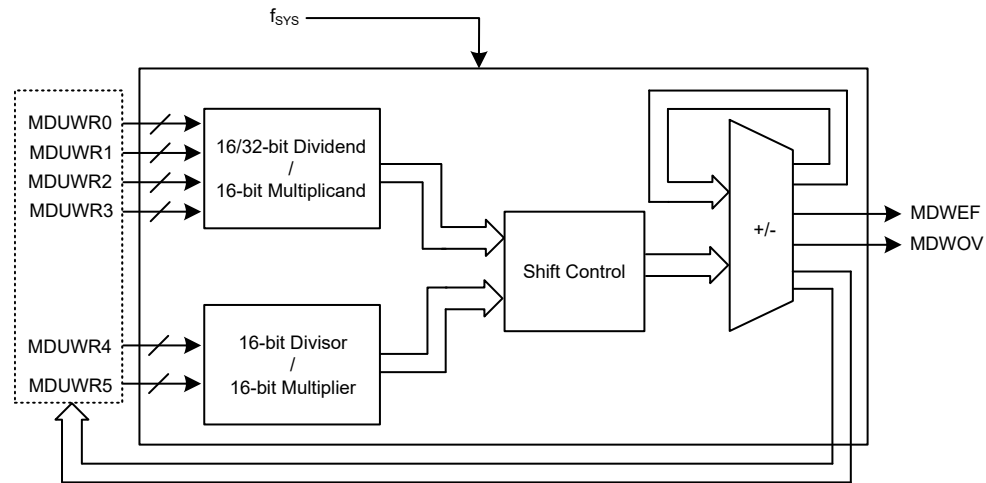 fSYS
MDUWR0
MDUWR1
MDUWR2
MDUWR3
MDUWR4
MDUWR5
16/32-bit Dividend
/
16-bit Multiplicand
16-bit Divisor
/
16-bit Multiplier
Shift Control
+/-
MDWEF
MDWOV